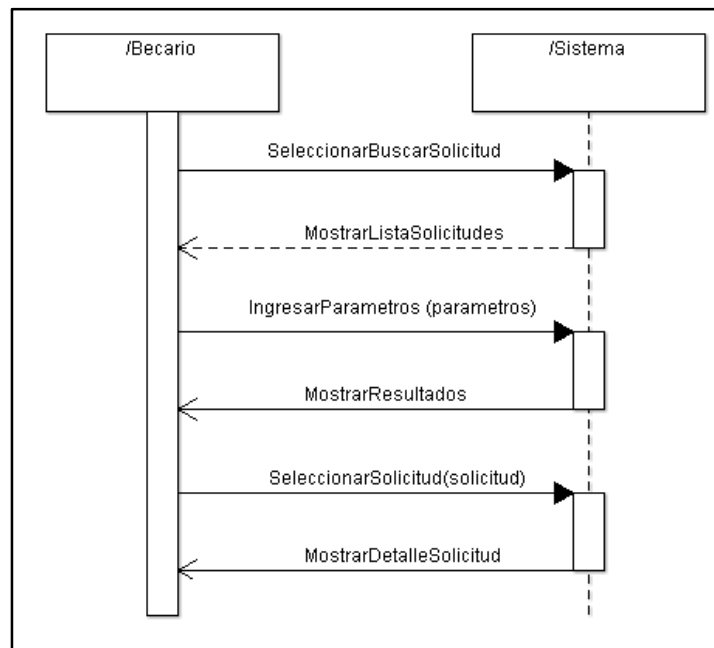 /Becario
/Sistema
SeleccionarBuscarSolicitud
MostrarListaSolicitudes
IngresarParametros (parametros)
MostrarResultados
SeleccionarSolicitud(solicitud)
MostrarDetalleSolicitud